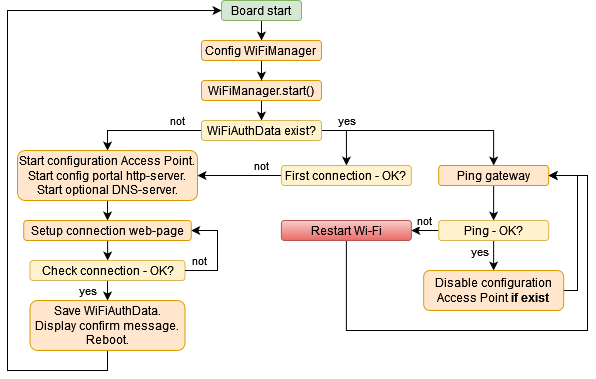 Board start
Config WiFiManager
WiFiManager.start()
WiFiAuthData exist?
not
yes
Start configuration Access Point.
Start config portal http-server.
Start optional DNS-server.
not
First connection - OK?
Ping gateway
Setup connection web-page
Restart Wi-Fi
not
Ping - OK?
Check connection - OK?
not
yes
yes
Disable configuration
Access Point if exist
Save WiFiAuthData.
Display confirm message.
Reboot.